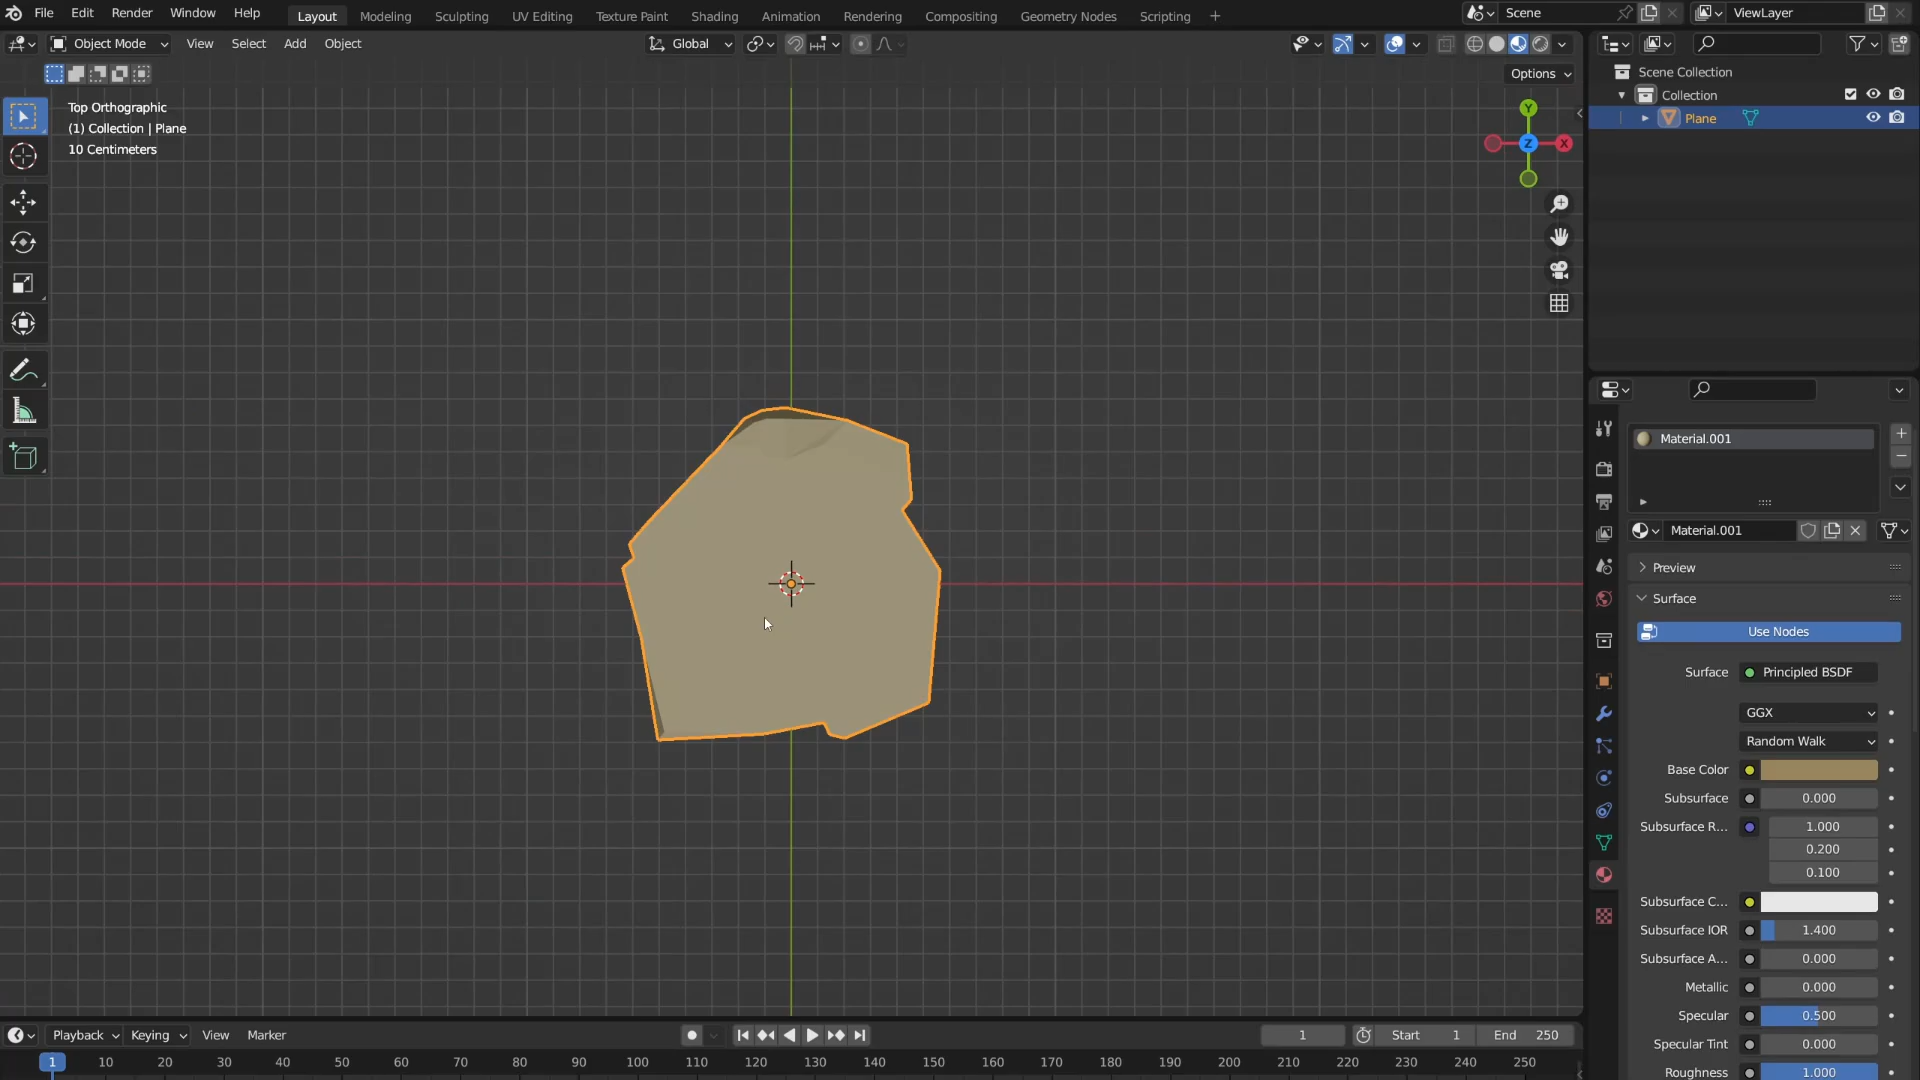 File Edit Render Window Help Layout Modeling Sculpting UV Editing Texture Paint Shading Animation Rendering Compositing Geometry Nodes Scripting + Scene ViewLayer
Object Mode View Select Add Object Global
Options
Top Orthographic
(1) Collection | Plane
10 Centimeters
Y
Z X
Scene Collection
Collection
Plane
Material.001
Material.001
Preview
Surface
Use Nodes
Surface Principled BSDF
GGX
Random Walk
Base Color
Subsurface 0.000
Subsurface R... 1.000
0.200
0.100
Subsurface C...
Subsurface IOR 1.400
Subsurface A... 0.000
Metallic 0.000
Specular 0.500
Specular Tint 0.000
Roughness 1.000
Playback Keying View Marker 1 Start 1 End 250
1 10 20 30 40 50 60 70 80 90 100 110 120 130 140 150 160 170 180 190 200 210 220 230 240 250